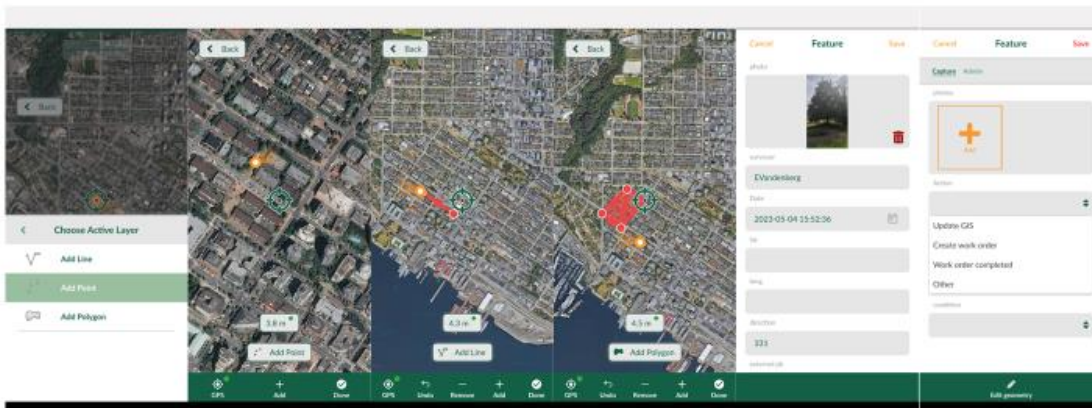 Back
Choose Active Layer
Add Line
Add Point
Add Polygon
Back
3.8 m
Add Point
GPS
Add
Done
Back
4.3 m
Add Line
GPS
Undo
Remove
Add
Done
Back
4.5 m
Add Polygon
GPS
Undo
Remove
Add
Done
Cancel Feature Save
photo
EVandenberg
Date
2023-05-04 15:52:36
lat
long
direction
331
Cancel Feature Save
Capture Admin
photos
Add
Update GIS
Create work order
Work order completed
Other
condition
Edit geometry